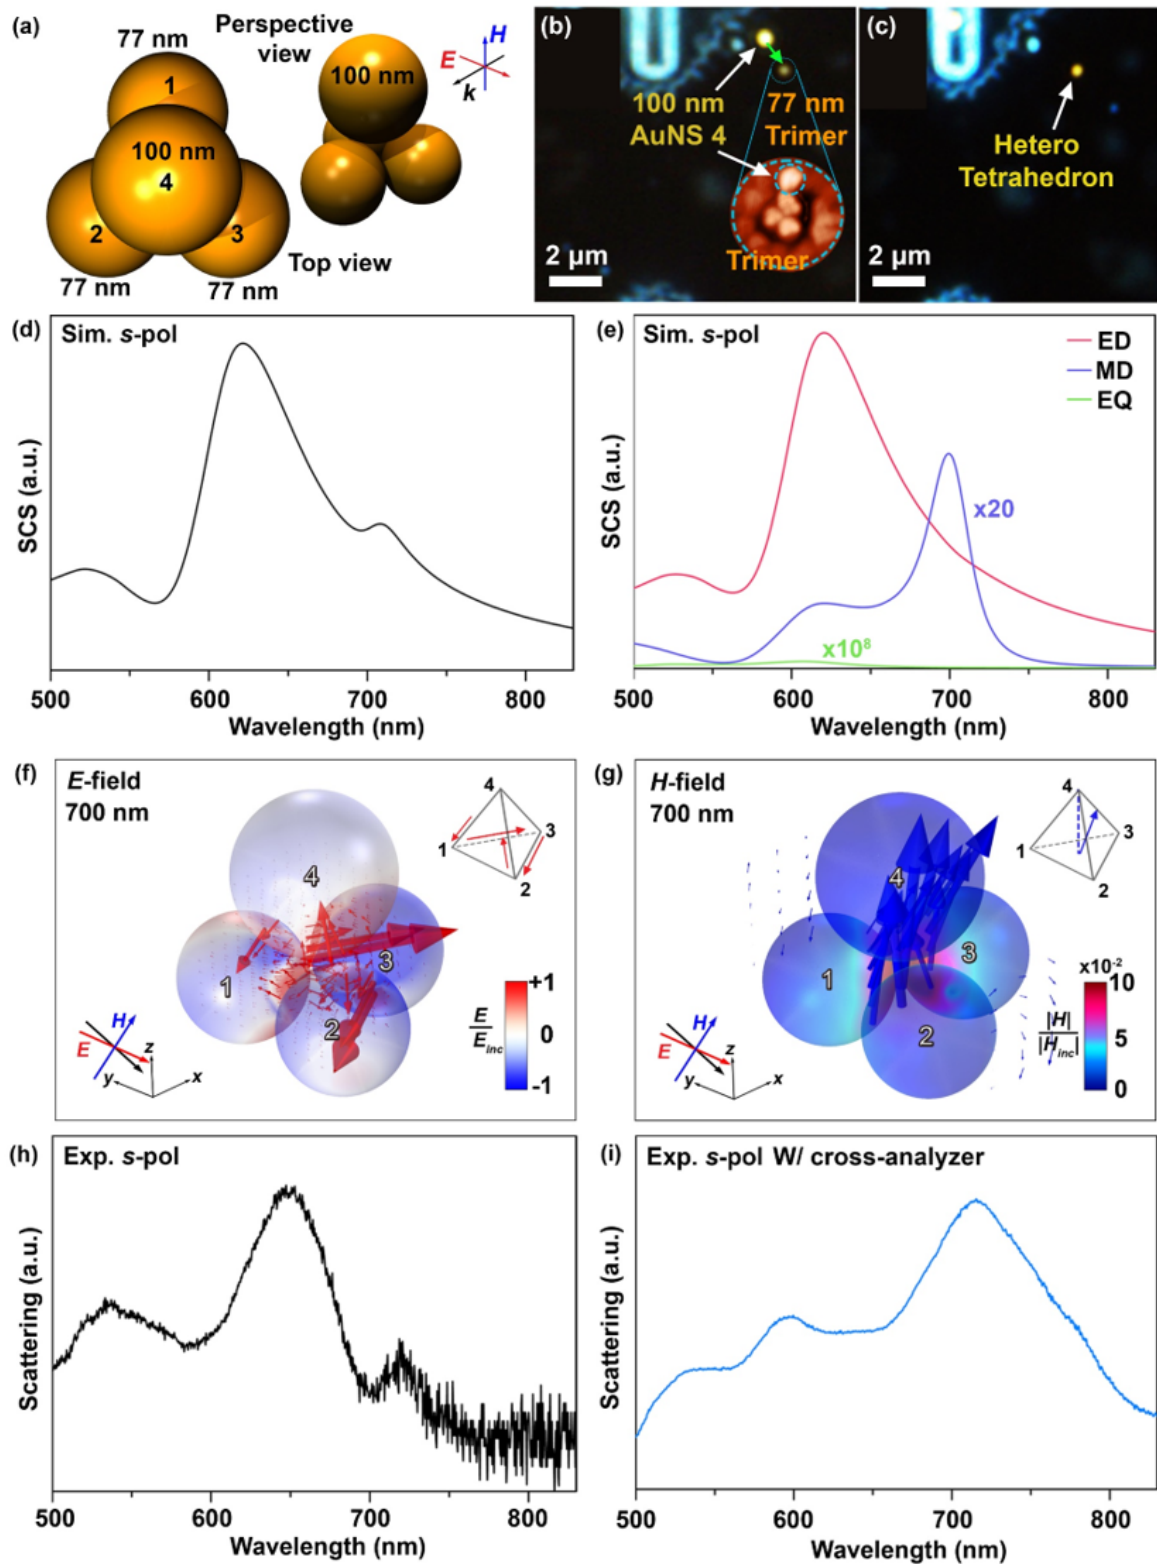 (a)
77 nm
1
Perspective
view
H
E
k
100 nm
100 nm
4
2
3
77 nm
77 nm
Top view
(b)
100 nm
AuNS 4
77 nm
Trimer
Trimer
2 µm
(c)
Hetero
Tetrahedron
2 µm
(d)
Sim. s-pol
SCS (a.u.)
500 600 700 800
Wavelength (nm)
(e)
Sim. s-pol
ED
MD
EQ
x20
x10⁸
SCS (a.u.)
500 600 700 800
Wavelength (nm)
(f)
E-field
700 nm
4
1
3
2
4
1
3
2
H
E
z
y
x
E
E_inc
+1
0
-1
(g)
H-field
700 nm
4
1
3
2
4
1
3
2
H
E
z
y
x
|H|
|H_inc|
x10⁻²
10
5
0
(h)
Exp. s-pol
Scattering (a.u.)
500 600 700 800
Wavelength (nm)
(i)
Exp. s-pol W/ cross-analyzer
Scattering (a.u.)
500 600 700 800
Wavelength (nm)